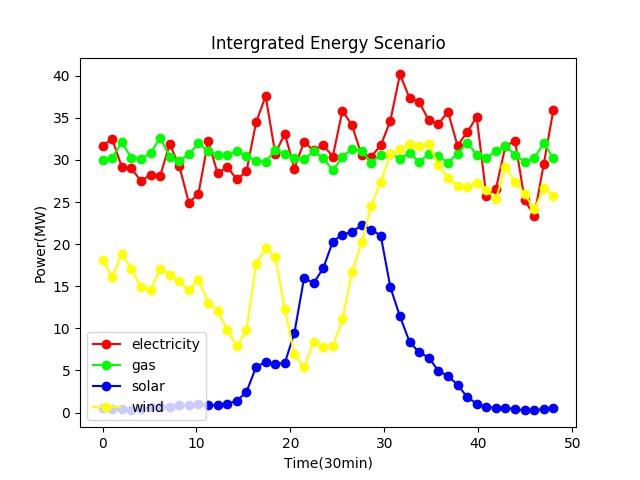 Intergrated Energy Scenario
Power(MW)
40
35
30
25
20
15
10
5
0
electricity
gas
solar
wind
0 10 20 30 40 50
Time(30min)